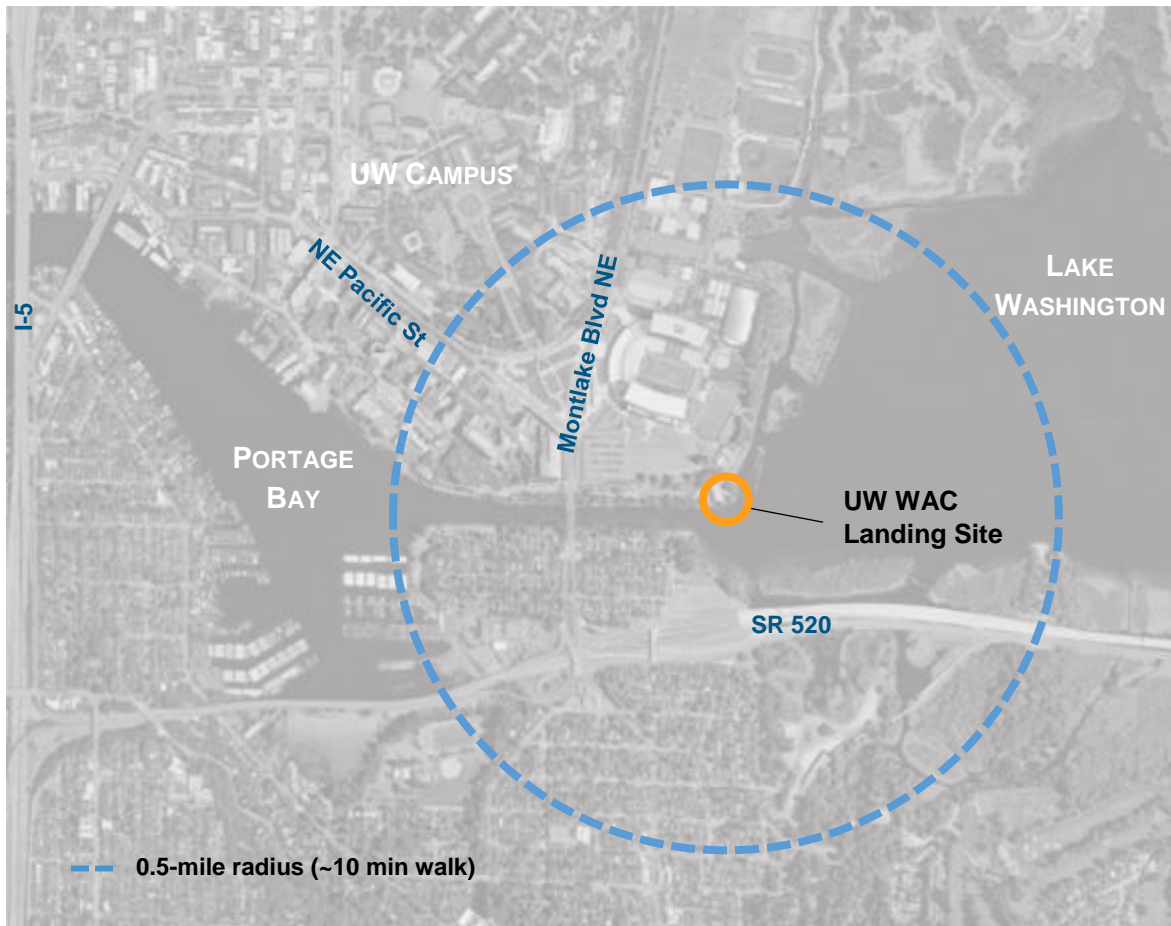 UW CAMPUS
LAKE
WASHINGTON
NE Pacific St
Montlake Blvd NE
I-5
PORTAGE
BAY
UW WAC
Landing Site
SR 520
0.5-mile radius (~10 min walk)